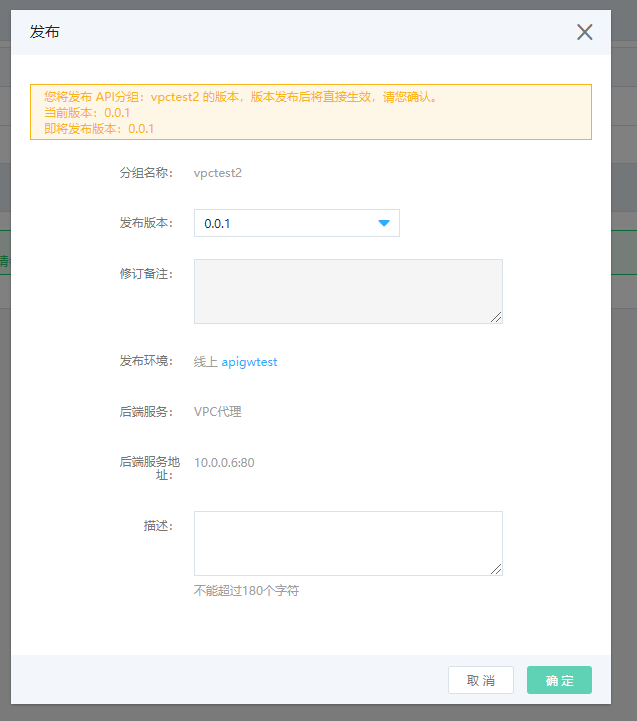 发布
您将发布 API分组：vpctest2 的版本，版本发布后将直接生效，请您确认。
当前版本：0.0.1
即将发布版本：0.0.1
分组名称： vpctest2
发布版本： 0.0.1
修订备注：
发布环境： 线上 apigwtest
后端服务： VPC代理
后端服务地 10.0.0.6:80
址：
描述：
不能超过180个字符
取 消 确 定